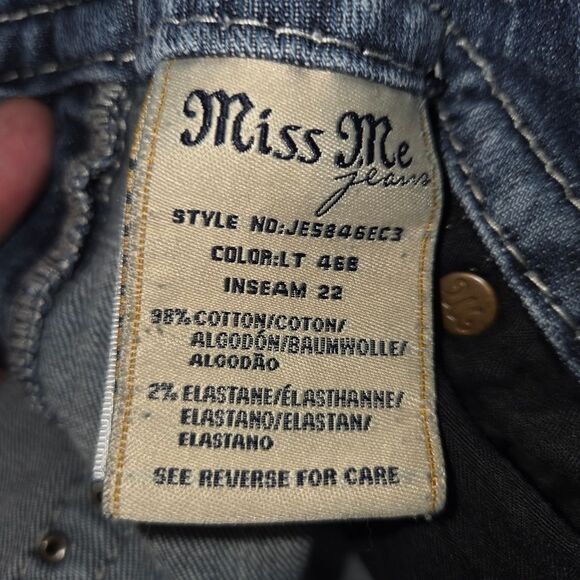 Miss Me
jeans
STYLE NO:JE5846EC3
COLOR:LT 46B
INSEAM 22
98% COTTON/COTON/
ALGODÓN/BAUMWOLLE/
ALGODÃO
2% ELASTANE/ÉLASTHANNE/
ELASTANO/ELASTAN/
ELASTANO
SEE REVERSE FOR CARE